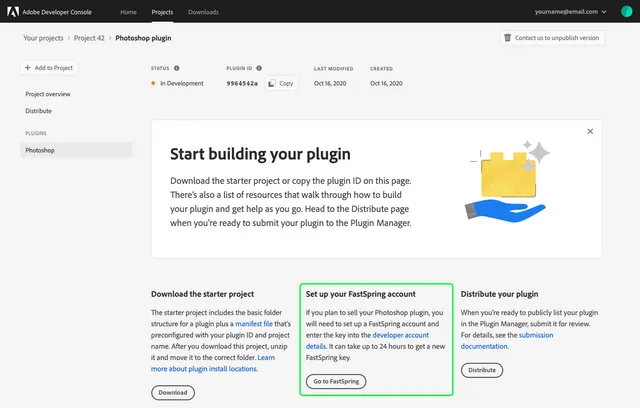 Adobe Developer Console
Home
Projects
Downloads
yourname@email.com
Your projects
Project 42
Photoshop plugin
Contact us to unpublish version
+ Add to Project
Project overview
Distribute
PLUGINS
Photoshop
STATUS
PLUGIN ID
LAST MODIFIED
CREATED
In Development
9964542a
Copy
Oct 16, 2020
Oct 16, 2020
Start building your plugin
Download the starter project or copy the plugin ID on this page.
There's also a list of resources that walk through how to build
your plugin and get help as you go. Head to the Distribute page
when you're ready to submit your plugin to the Plugin Manager.
Download the starter project
The starter project includes the basic folder
structure for a plugin plus a manifest file that's
preconfigured with your plugin ID and project
name. After you download this project, unzip
it and move it to the correct folder. Learn
more about plugin install locations.
Download
Set up your FastSpring account
If you plan to sell your Photoshop plugin, you
will need to set up a FastSpring account and
enter the key into the developer account
details. It can take up to 24 hours to get a new
FastSpring key.
Go to FastSpring
Distribute your plugin
When you're ready to publicly list your plugin
in the Plugin Manager, submit it for review.
For details, see the submission
documentation.
Distribute